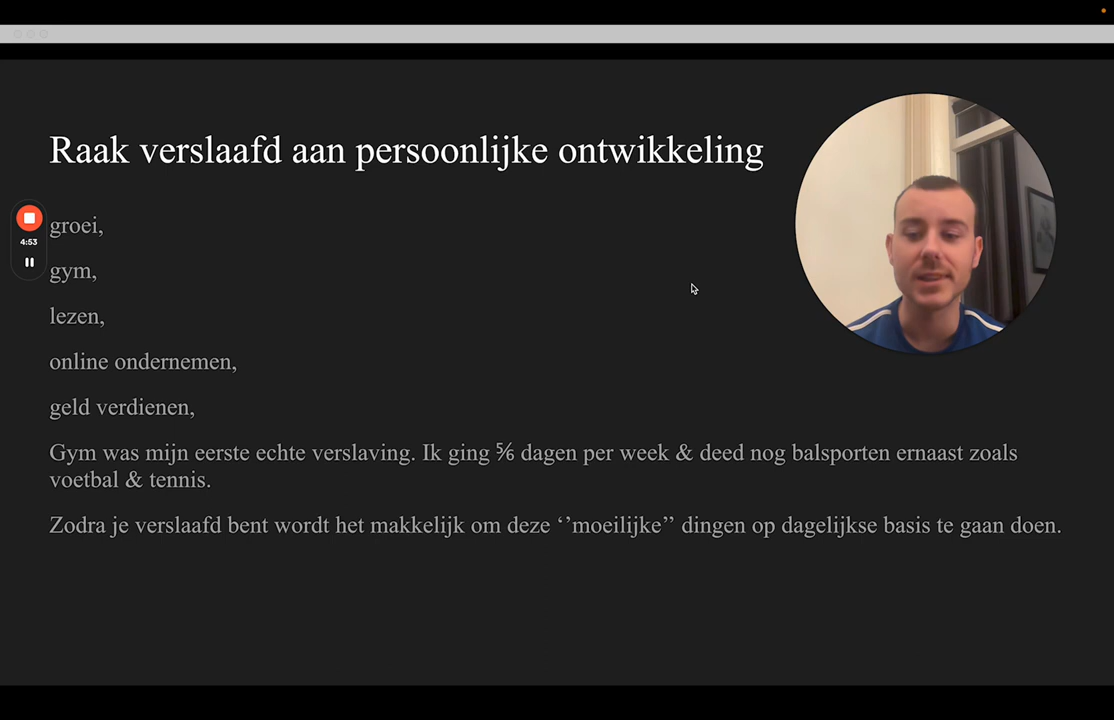 Raak verslaafd aan persoonlijke ontwikkeling
groei,
4:53
gym,
lezen,
online ondernemen,
geld verdienen,
Gym was mijn eerste echte verslaving. Ik ging ⅚ dagen per week & deed nog balsporten ernaast zoals
voetbal & tennis.
Zodra je verslaafd bent wordt het makkelijk om deze ‘’moeilijke’’ dingen op dagelijkse basis te gaan doen.